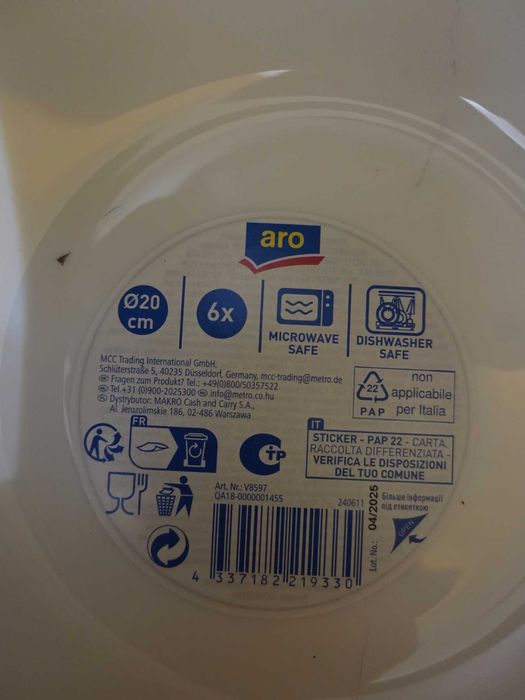 aro
Ø20
cm
6x
MICROWAVE
SAFE
DISHWASHER
SAFE
MCC Trading International GmbH,
Schlüterstraße 5, 40235 Düsseldorf, Germany, mcc-trading@metro.de
Fragen zum Produkt? Tel.: +49(0)800/50357522
Tel.+31 (0)900-2025300 info@metro.co.eu
Dystrybutor: MAKRO Cash and Carry S.A.,
Al. Jerozolimskie 186, 02-486 Warszawa
22
PAP
non
applicabile
per Italia
FR
TP
IT
STICKER - PAP 22 - CARTA.
RACCOLTA DIFFERENZIATA -
VERIFICA LE DISPOSIZIONI
DEL TUO COMUNE
Art. Nr.: V8597
QA18-0000001455
240611
Lot. No.: 04/2025
Більше інформації
під етикеткою
OPEN
4 337182 219330